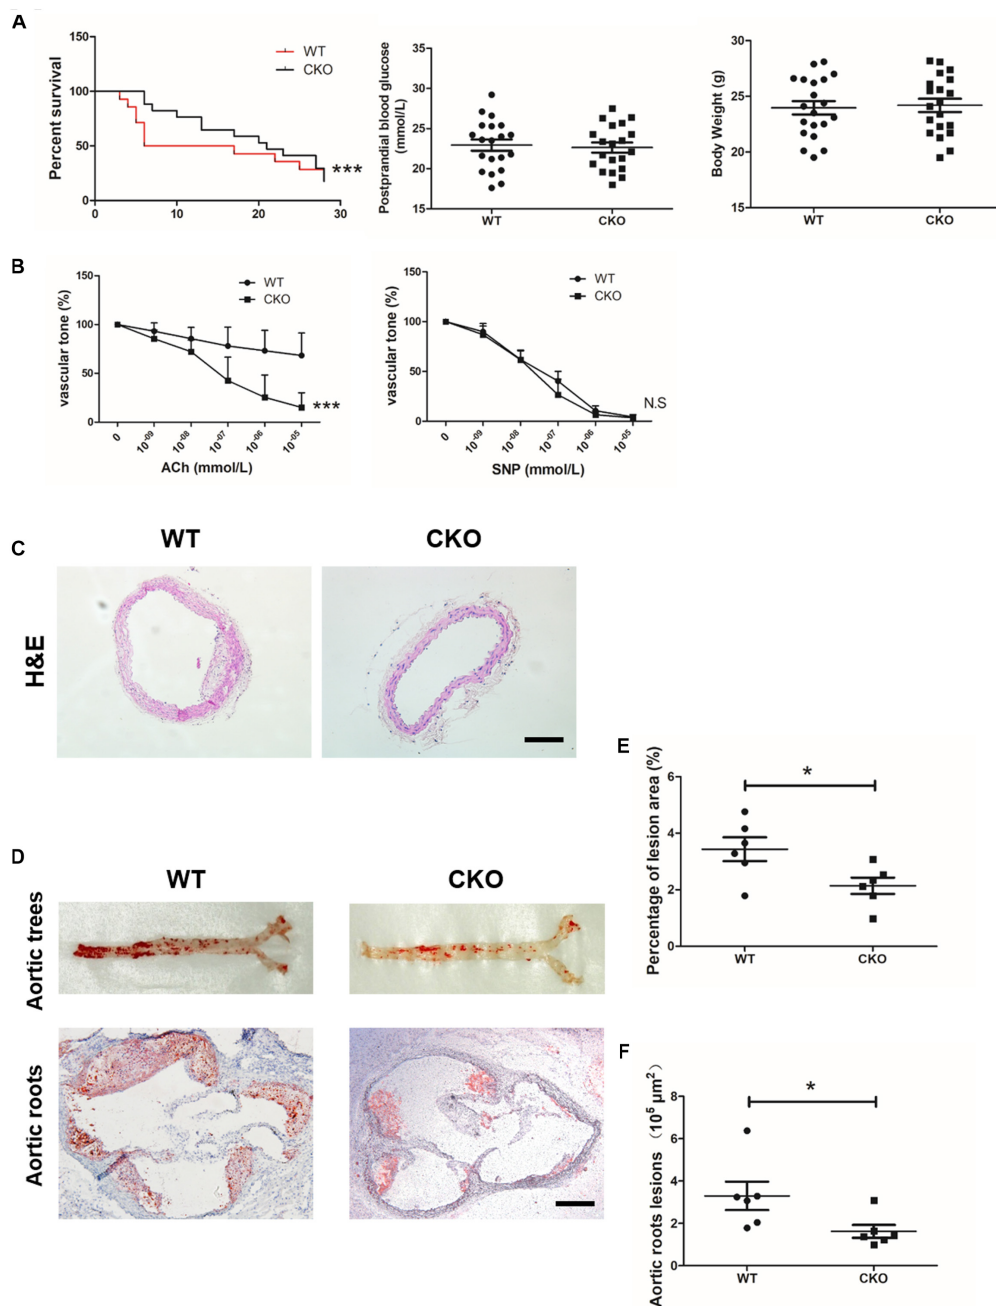 A
Percent survival
150
100
50
0
0
10
20
30
WT
CKO
***
Postprandial blood glucose
(mmol/L)
35
30
25
20
15
WT
CKO
Body Weight (g)
30
25
20
15
WT
CKO
B
vascular tone (%)
150
100
50
0
WT
CKO
***
0
10⁻⁰⁹
10⁻⁰⁸
10⁻⁰⁷
10⁻⁰⁶
10⁻⁰⁵
ACh (mmol/L)
vascular tone (%)
150
100
50
0
WT
CKO
N.S
0
10⁻⁰⁹
10⁻⁰⁸
10⁻⁰⁷
10⁻⁰⁶
10⁻⁰⁵
SNP (mmol/L)
C
WT
CKO
H&E
D
WT
CKO
Aortic trees
Aortic roots
E
Percentage of lesion area (%)
6
4
2
0
*
WT
CKO
F
Aortic roots lesions (10⁵ μm²)
8
6
4
2
0
*
WT
CKO